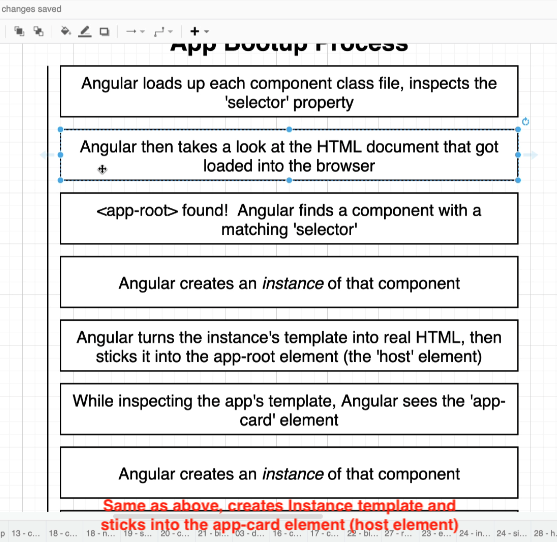 changes saved
App Bootup Process
Angular loads up each component class file, inspects the
'selector' property
Angular then takes a look at the HTML document that got
loaded into the browser
<app-root> found!  Angular finds a component with a
matching 'selector'
Angular creates an instance of that component
Angular turns the instance's template into real HTML, then
sticks it into the app-root element (the 'host' element)
While inspecting the app's template, Angular sees the 'app-
card' element
Angular creates an instance of that component
Same as above, creates Instance template and
sticks into the app-card element (host element)
p 13 - c... 18 - c... 18 - n... 19 - s... 20 - c... 21 - bi... 03 - d... 16 - c... 17 - c... 22 - bi... 27 - r... 23 - e... 24 - in... 24 - si... 28 - h.